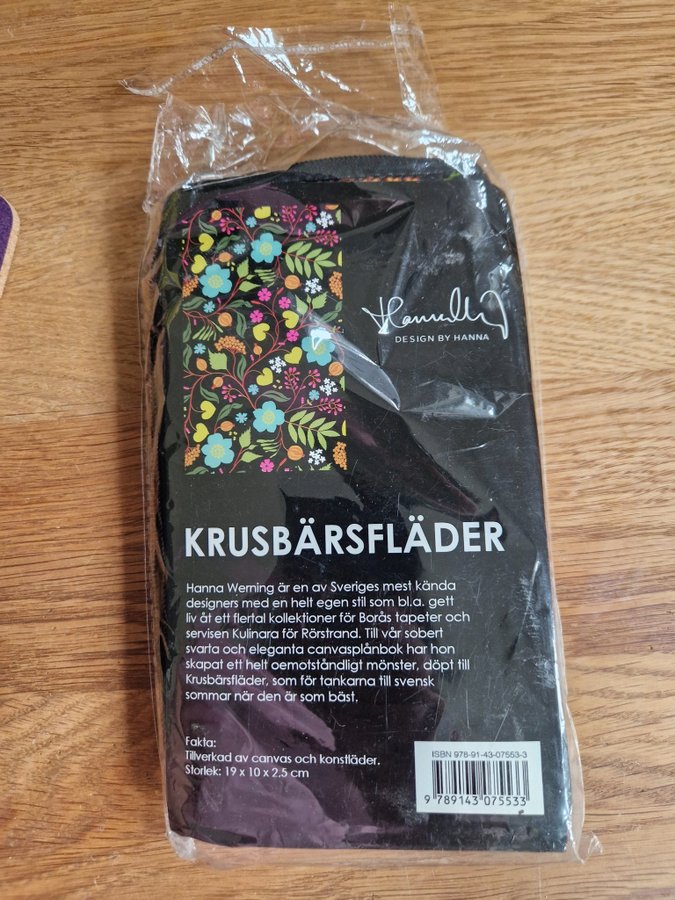 DESIGN BY HANNA
KRUSBÄRSFLÄDER
Hanna Werning är en av Sveriges mest kända
designers med en helt egen stil som bl.a. gett
liv åt ett flertal kollektioner för Borås tapeter och
servisen Kulinara för Rörstrand. Till vår sobert
svarta och eleganta canvasplånbok har hon
skapat ett helt oemotståndligt mönster, döpt till
Krusbärsfläder, som för tankarna till svensk
sommar när den är som bäst.
Fakta:
Tillverkad av canvas och konstläder.
Storlek: 19 x 10 x 2.5 cm
ISBN 978-91-43-07553-3
9 789143 075533